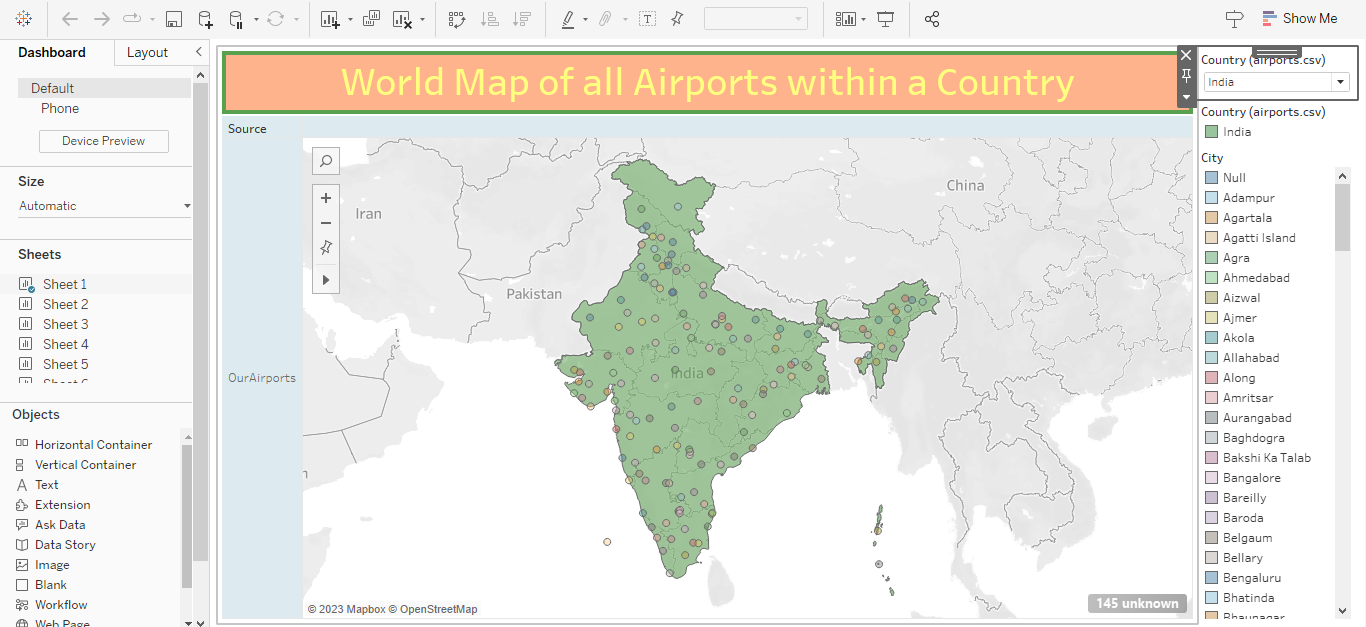 Show Me
Dashboard
Layout
Default
Phone
Device Preview
Size
Automatic
Sheets
Sheet 1
Sheet 2
Sheet 3
Sheet 4
Sheet 5
Objects
Horizontal Container
Vertical Container
Text
Extension
Ask Data
Data Story
Image
Blank
Workflow
Web Page
World Map of all Airports within a Country
Source
OurAirports
Iran
Pakistan
China
India
© 2023 Mapbox © OpenStreetMap
145 unknown
Country (airports.csv)
India
Country (airports.csv)
India
City
Null
Adampur
Agartala
Agatti Island
Agra
Ahmedabad
Aizwal
Ajmer
Akola
Allahabad
Along
Amritsar
Aurangabad
Baghdogra
Bakshi Ka Talab
Bangalore
Bareilly
Baroda
Belgaum
Bellary
Bengaluru
Bhatinda
Bhaunagar